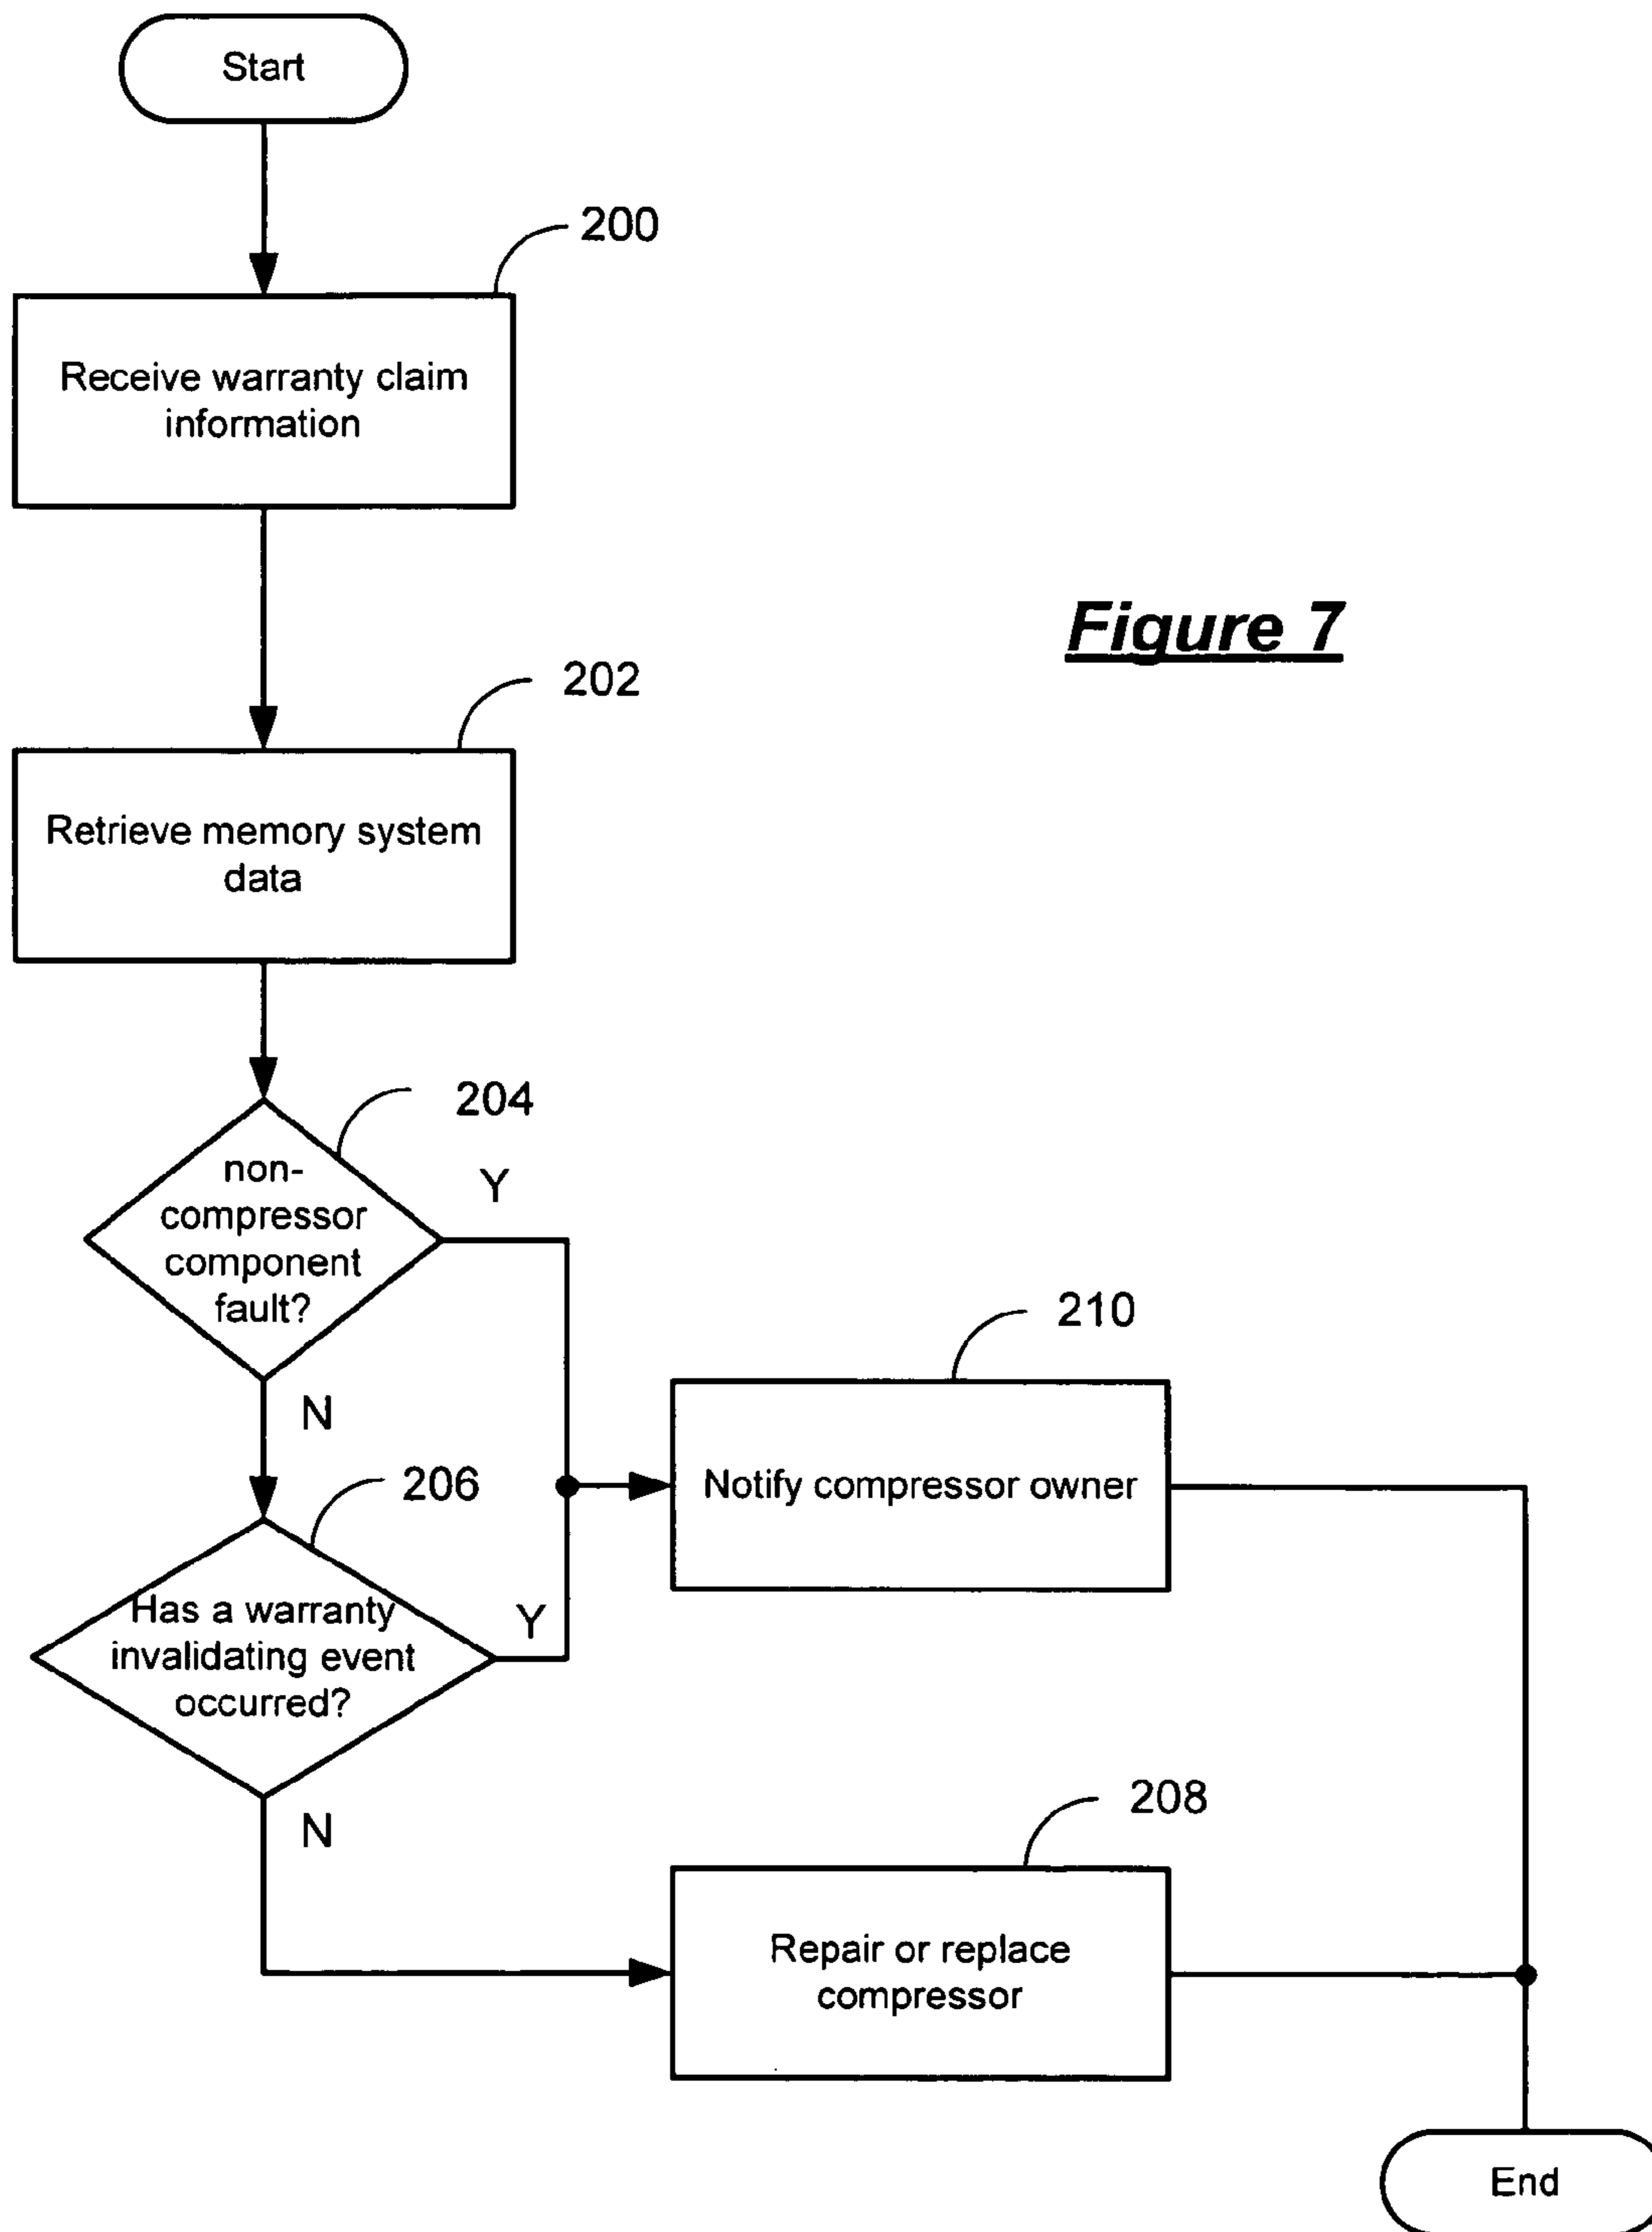 Start
200
Receive warranty claim
information
Figure 7
202
Retrieve memory system
data
204
non-
compressor
component
fault?
Y
N
210
Notify compressor owner
206
Has a warranty
invalidating event
occurred?
Y
N
208
Repair or replace
compressor
End